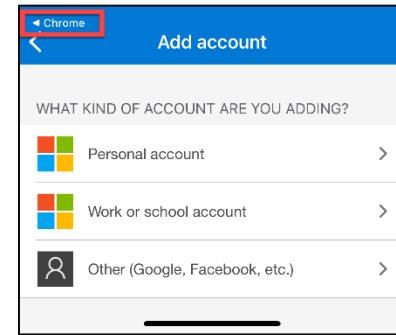 ◄ Chrome
Add account
WHAT KIND OF ACCOUNT ARE YOU ADDING?
Personal account
Work or school account
Other (Google, Facebook, etc.)